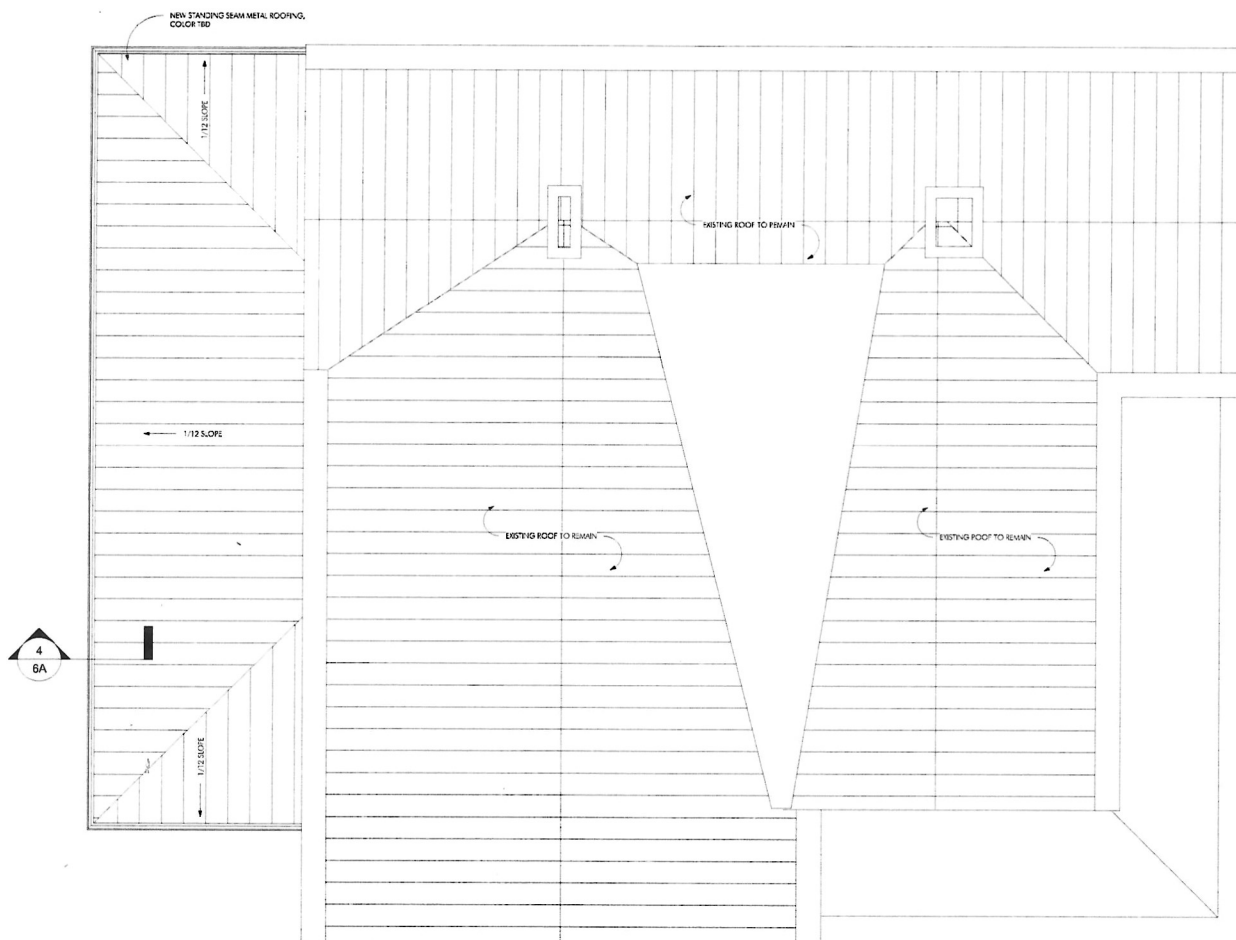 NEW STANDING SEAM METAL ROOFING,
COLOR TBD
1/12 SLOPE
EXISTING ROOF TO REMAIN
1/12 SLOPE
EXISTING ROOF TO REMAIN
EXISTING ROOF TO REMAIN
4
6A
1/12 SLOPE